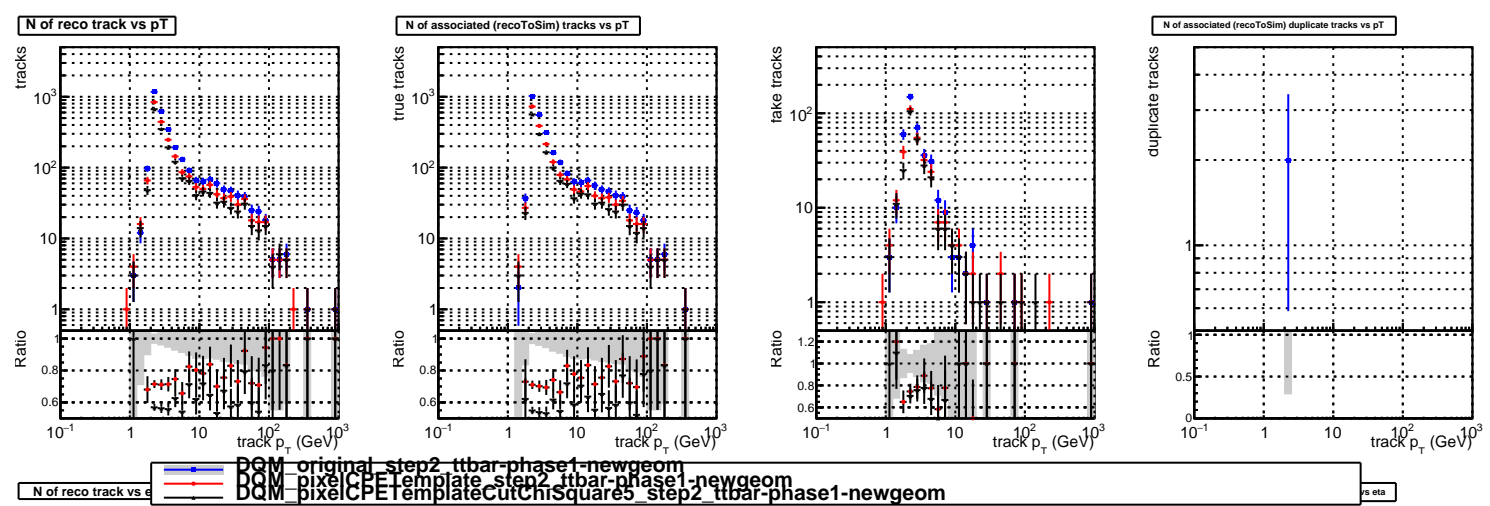 N of reco track vs pT
N of associated (recoToSim) tracks vs pT
N of associated (recoToSim) duplicate tracks vs pT
tracks
10³
10²
10
1
Ratio
1
0.8
0.6
10⁻¹ 1 10 10² 10³
track p_T (GeV)
true tracks
10³
10²
10
1
Ratio
1
0.8
0.6
10⁻¹ 1 10 10² 10³
track p_T (GeV)
fake tracks
10²
10
1
Ratio
1.2
1
0.8
0.6
10⁻¹ 1 10 10² 10³
track p_T (GeV)
duplicate tracks
1
Ratio
1
0.5
0
10⁻¹ 1 10 10² 10³
track p_T (GeV)
DQM_original_step2_ttbar-phase1-newgeom
DQM_pixelCPETemplate_step2_ttbar-phase1-newgeom
DQM_pixelCPETemplateCutChiSquare5_step2_ttbar-phase1-newgeom
N of reco track vs e
vs eta